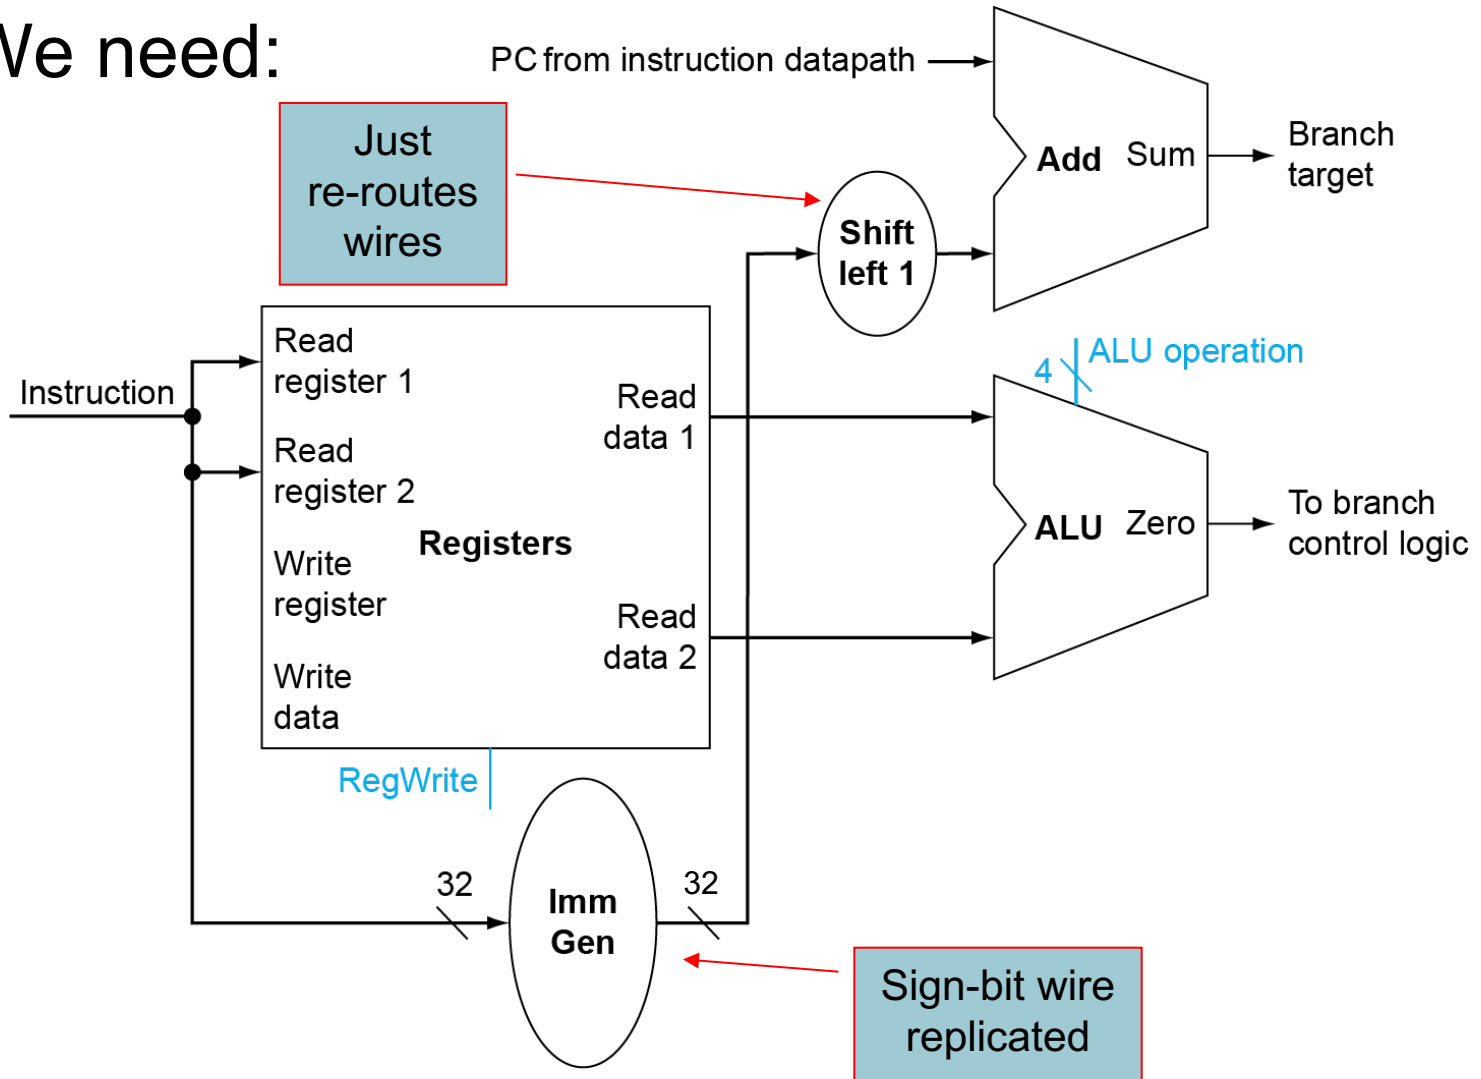 We need:
PC from instruction datapath
Just
re-routes
wires
Add Sum
Branch
target
Shift
left 1
Instruction
Read
register 1
Read
register 2
Registers
Write
register
Write
data
Read
data 1
Read
data 2
4
ALU operation
ALU Zero
To branch
control logic
RegWrite
32
Imm
Gen
32
Sign-bit wire
replicated